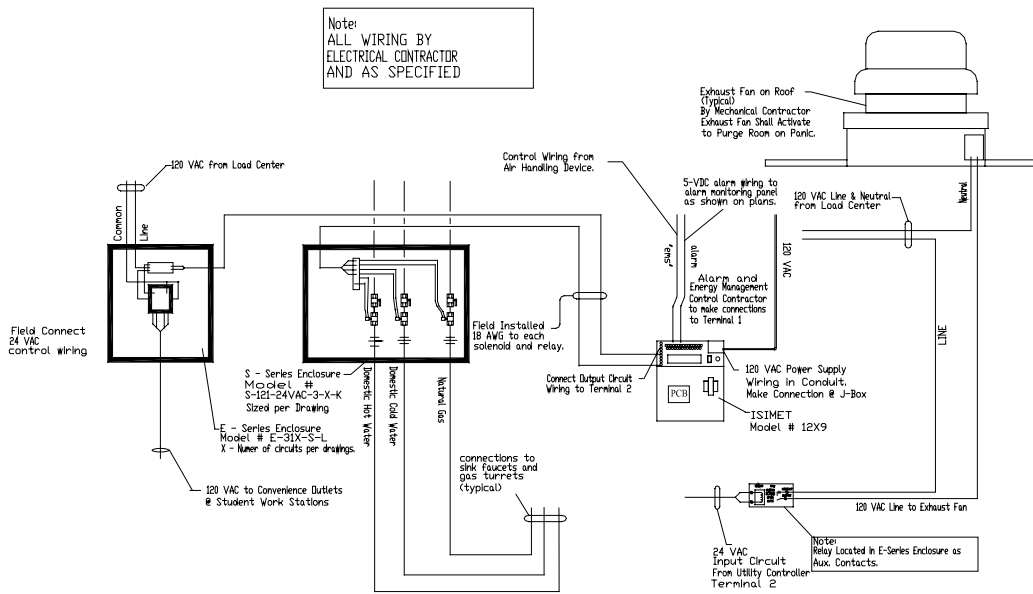 Note:
ALL WIRING BY
ELECTRICAL CONTRACTOR
AND AS SPECIFIED
Exhaust Fan on Roof
(Typical)
By Mechanical Contractor
Exhaust Fan Shall Activate
to Purge Room on Panic.
120 VAC from Load Center
Control Wiring from
Air Handling Device.
5-VDC alarm wiring to
alarm monitoring panel
as shown on plans.
120 VAC Line & Neutral
from Load Center
Neutral
Common
Line
'ems'
alarm
120 VAC
Alarm and
Energy Management
Control Contractor
to make connections
to Terminal 1
Field Connect
24 VAC
control wiring
Field Installed
18 AWG to each
solenoid and relay.
LINE
S - Series Enclosure
Model #
S-121-24VAC-3-X-K
Sized per Drawing
Domestic Hot Water
Domestic Cold Water
Natural Gas
Connect Output Circuit
Wiring to Terminal 2
PCB
120 VAC Power Supply
Wiring in Conduit.
Make Connection @ J-Box
ISIMET
Model # 12X9
E - Series Enclosure
Model # E-31X-S-L
X - Numer of circuits per drawings.
connections to
sink faucets and
gas turrets
(typical)
120 VAC to Convenience Outlets
@ Student Work Stations
120 VAC Line to Exhaust Fan
24 VAC
Input Circuit
From Utility Controller
Terminal 2
Note:
Relay Located in E-Series Enclosure as
Aux. Contacts.